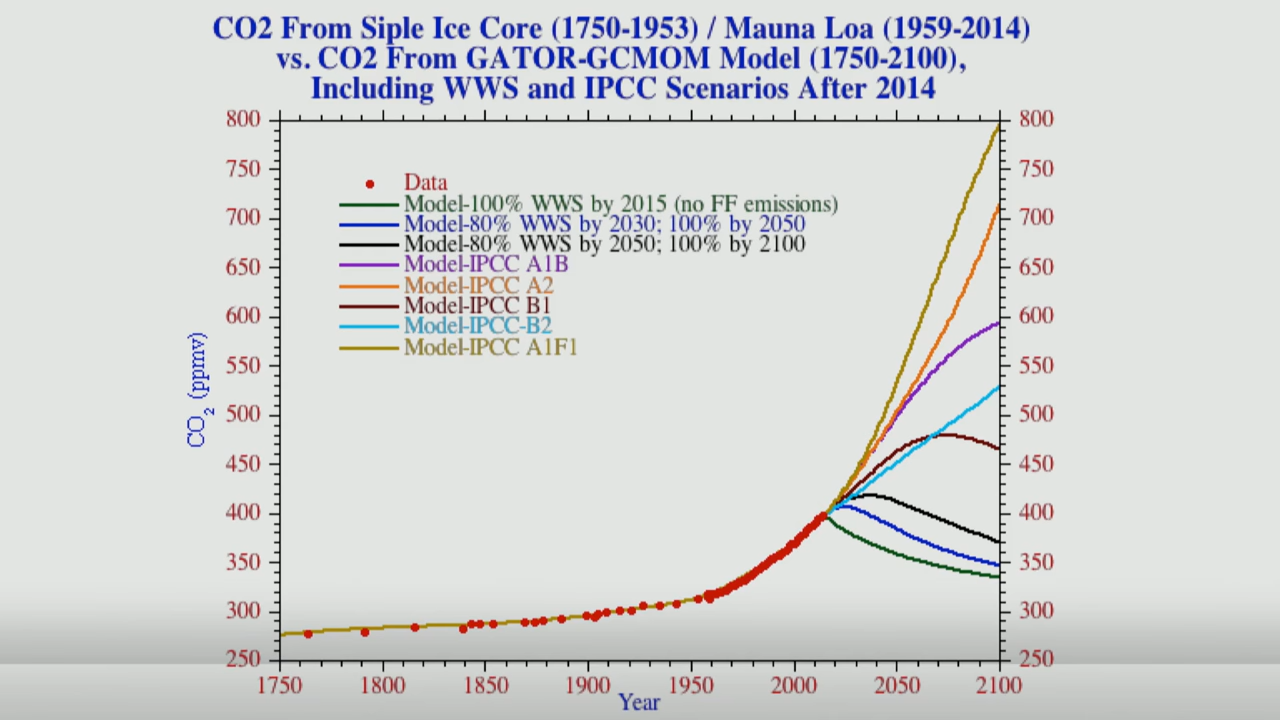 CO2 From Siple Ice Core (1750-1953) / Mauna Loa (1959-2014)
vs. CO2 From GATOR-GCMOM Model (1750-2100),
Including WWS and IPCC Scenarios After 2014
800
750
700
650
600
550
500
450
400
350
300
250
CO2 (ppmv)
Data
Model-100% WWS by 2015 (no FF emissions)
Model-80% WWS by 2030; 100% by 2050
Model-80% WWS by 2050; 100% by 2100
Model-IPCC A1B
Model-IPCC A2
Model-IPCC B1
Model-IPCC-B2
Model-IPCC A1F1
800
750
700
650
600
550
500
450
400
350
300
250
1750 1800 1850 1900 1950 2000 2050 2100
Year